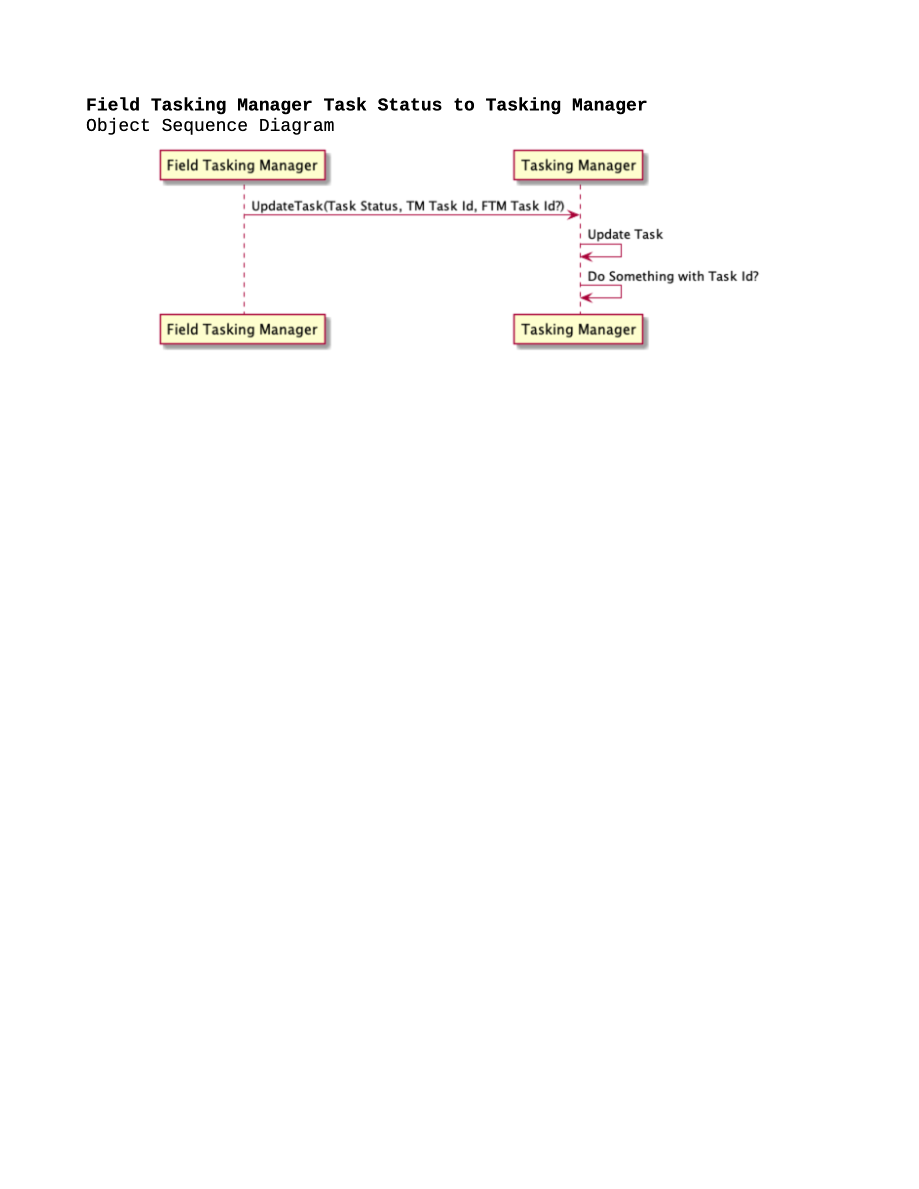 Field Tasking Manager Task Status to Tasking Manager
Object Sequence Diagram
Field Tasking Manager
Tasking Manager
UpdateTask(Task Status, TM Task Id, FTM Task Id?)
Update Task
Do Something with Task Id?
Field Tasking Manager
Tasking Manager